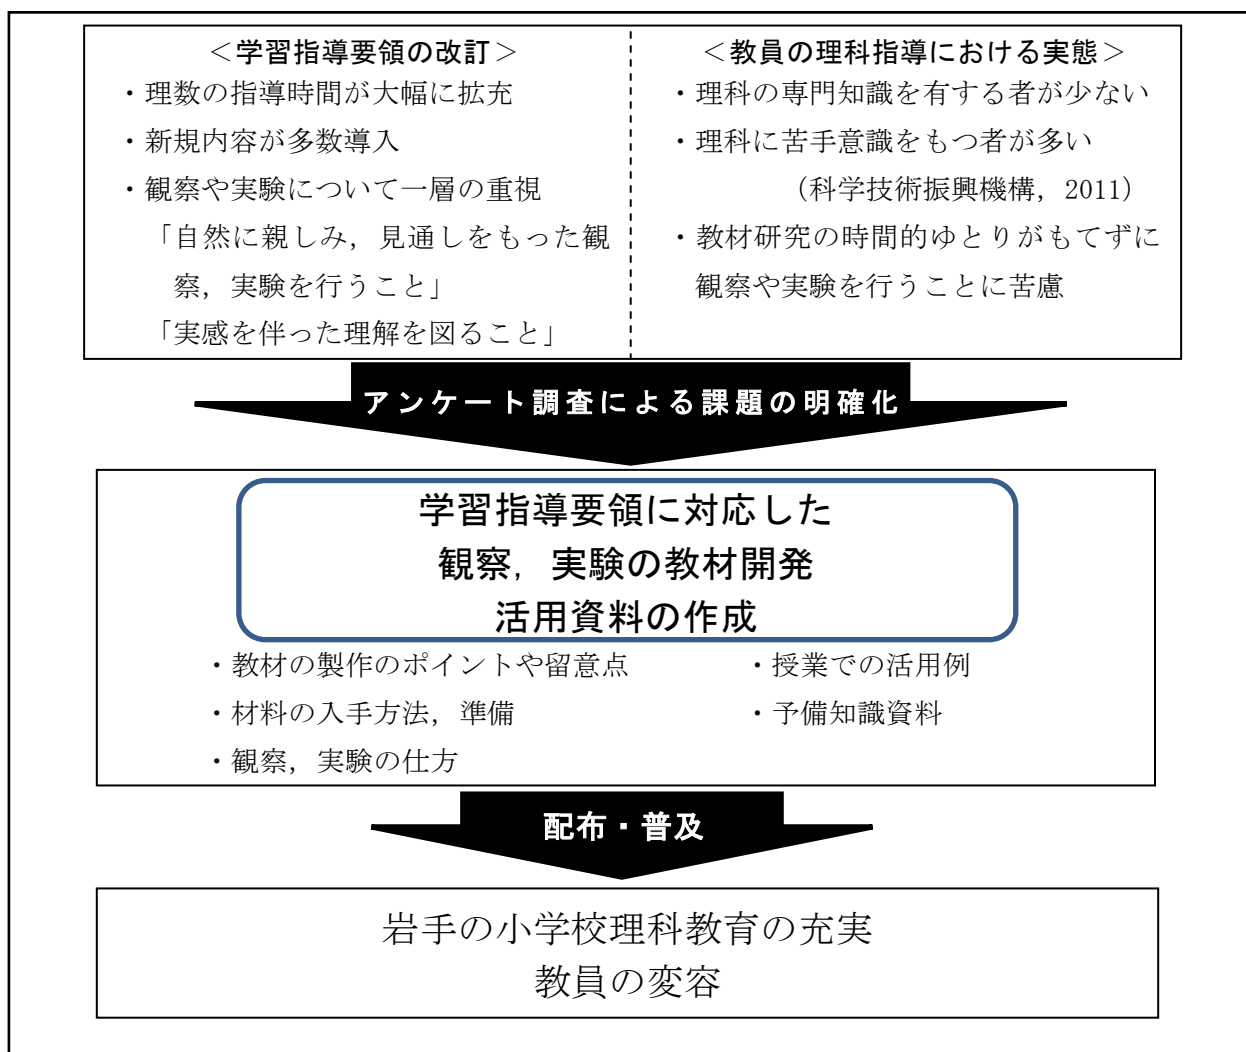 ＜学習指導要領の改訂＞
・理数の指導時間が大幅に拡充
・新規内容が多数導入
・観察や実験について一層の重視
「自然に親しみ，見通しをもった観
察，実験を行うこと」
「実感を伴った理解を図ること」
＜教員の理科指導における実態＞
・理科の専門知識を有する者が少ない
・理科に苦手意識をもつ者が多い
（科学技術振興機構，2011）
・教材研究の時間的ゆとりがもてずに
観察や実験を行うことに苦慮
アンケート調査による課題の明確化
学習指導要領に対応した
観察，実験の教材開発
活用資料の作成
・教材の製作のポイントや留意点
・材料の入手方法，準備
・観察，実験の仕方
・授業での活用例
・予備知識資料
配布・普及
岩手の小学校理科教育の充実
教員の変容